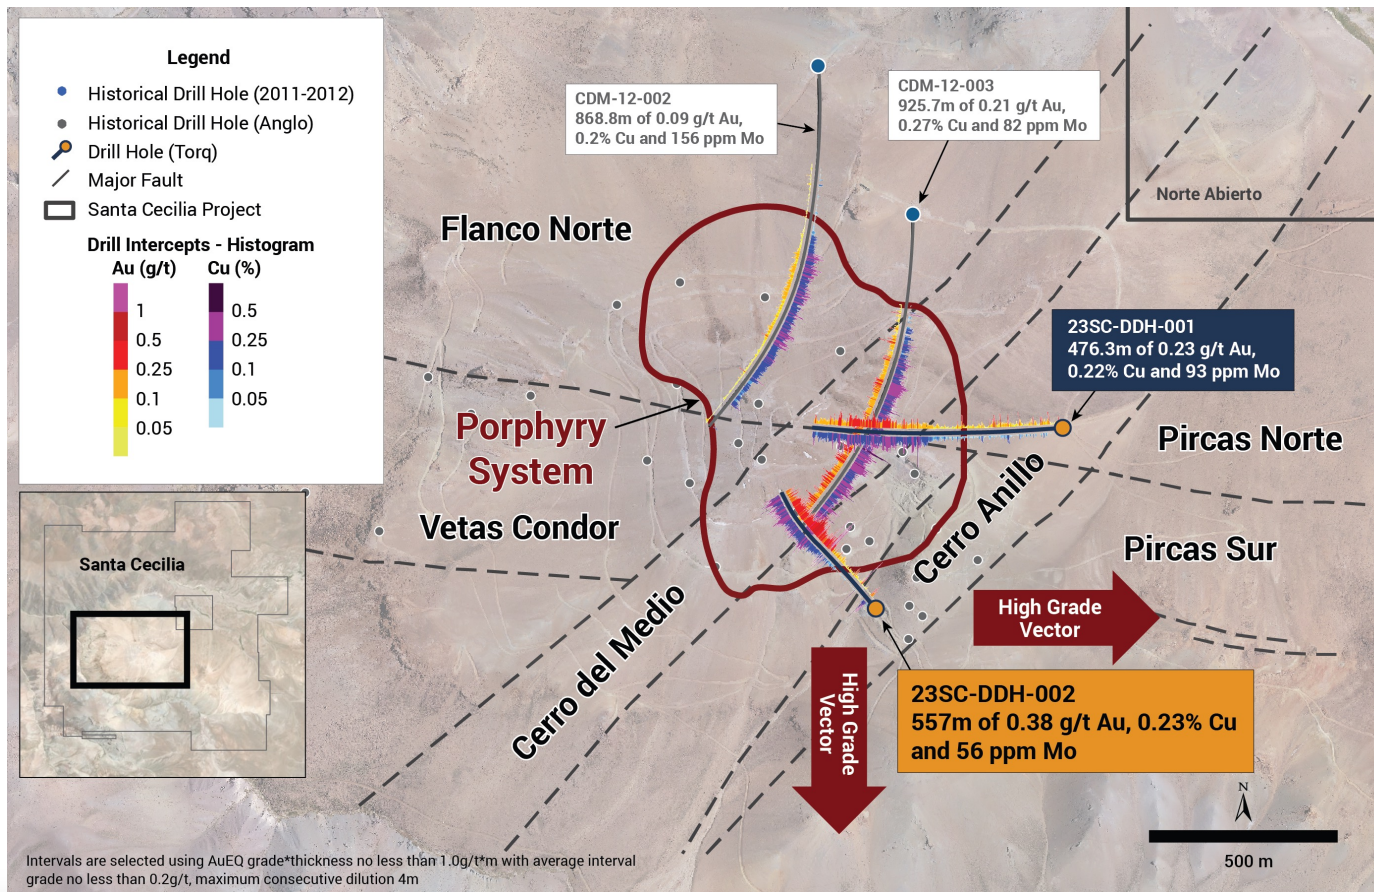 Legend
Historical Drill Hole (2011-2012)
Historical Drill Hole (Anglo)
Drill Hole (Torq)
Major Fault
Santa Cecilia Project
Drill Intercepts - Histogram
Au (g/t)
Cu (%)
1
0.5
0.25
0.1
0.05
0.5
0.25
0.1
0.05
Santa Cecilia
CDM-12-002
868.8m of 0.09 g/t Au,
0.2% Cu and 156 ppm Mo
CDM-12-003
925.7m of 0.21 g/t Au,
0.27% Cu and 82 ppm Mo
Norte Abierto
Flanco Norte
23SC-DDH-001
476.3m of 0.23 g/t Au,
0.22% Cu and 93 ppm Mo
Porphyry
System
Pircas Norte
Vetas Condor
Cerro Anillo
Pircas Sur
Cerro del Medio
High Grade
Vector
High Grade
Vector
23SC-DDH-002
557m of 0.38 g/t Au, 0.23% Cu
and 56 ppm Mo
N
500 m
Intervals are selected using AuEQ grade*thickness no less than 1.0g/t*m with average interval
grade no less than 0.2g/t, maximum consecutive dilution 4m